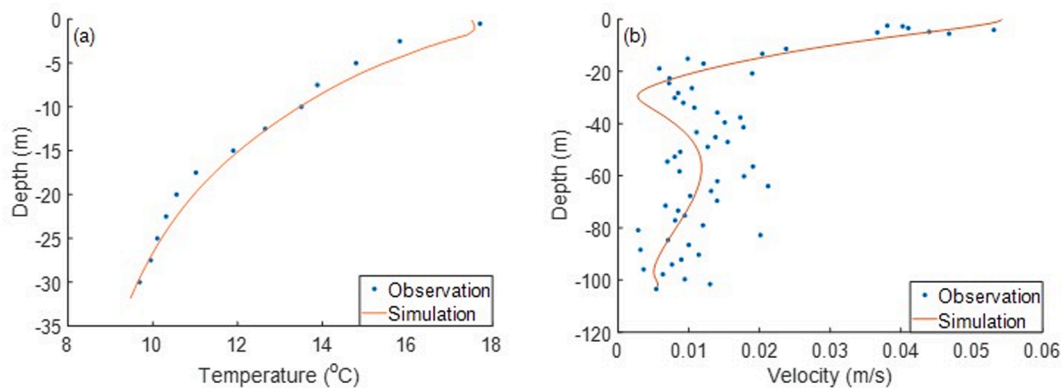 (a)
0
-5
-10
-15
-20
-25
-30
-35
Depth (m)
8
10
12
14
16
18
Temperature (°C)
Observation
Simulation
(b)
0
-20
-40
-60
-80
-100
-120
Depth (m)
0
0.01
0.02
0.03
0.04
0.05
0.06
Velocity (m/s)
Observation
Simulation